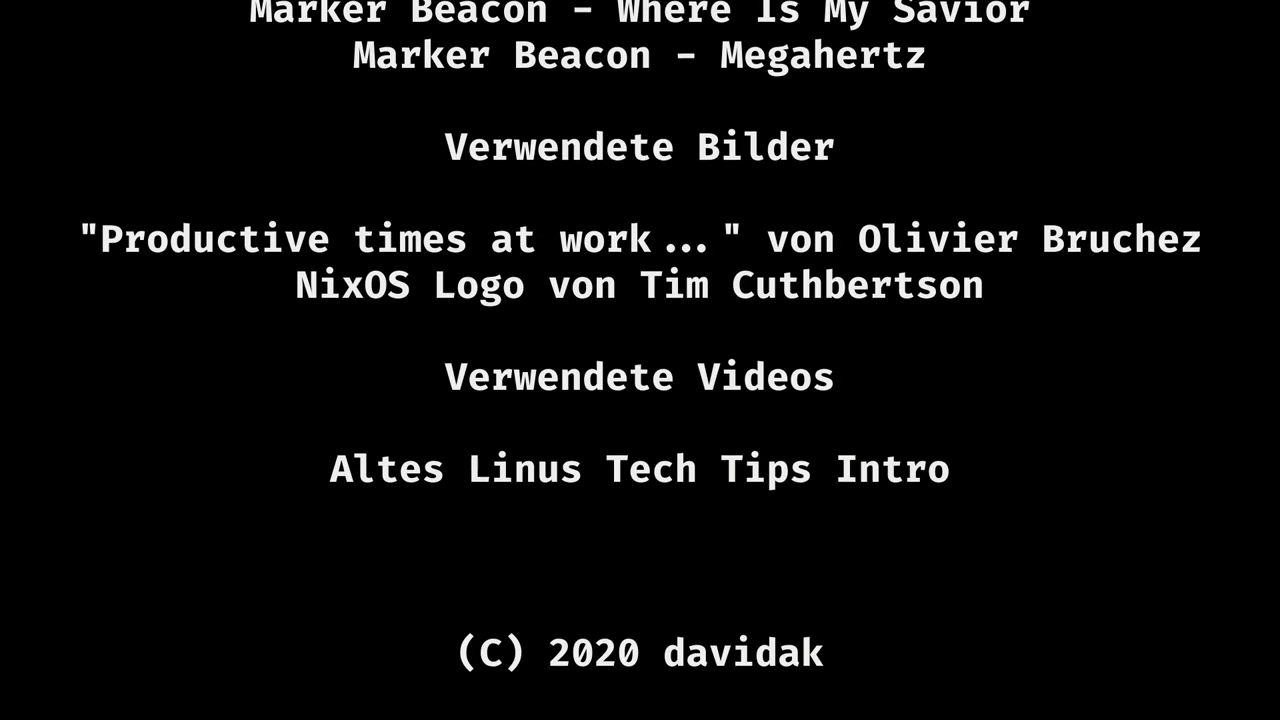 Marker Beacon - Where Is My Savior
Marker Beacon - Megahertz
Verwendete Bilder
"Productive times at work..." von Olivier Bruchez
NixOS Logo von Tim Cuthbertson
Verwendete Videos
Altes Linus Tech Tips Intro
(C) 2020 davidak